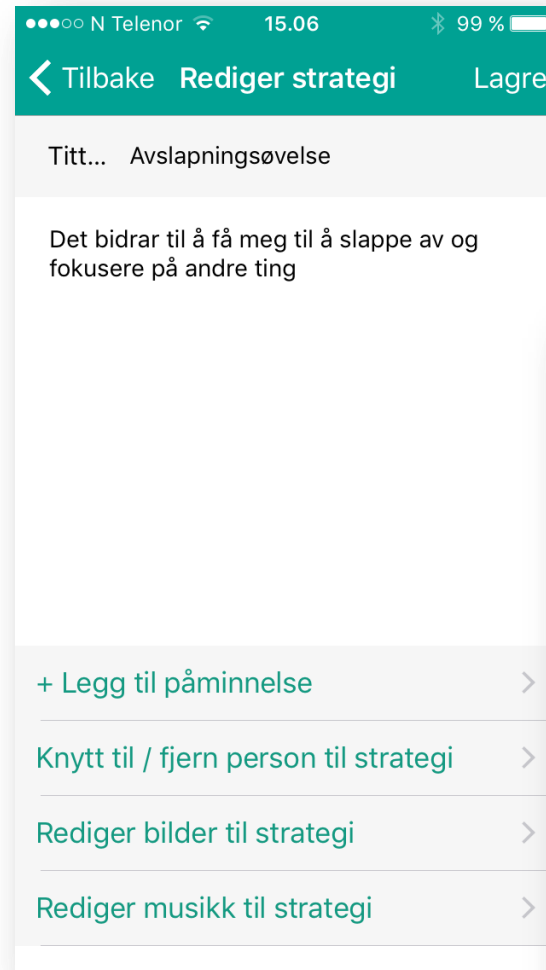 N Telenor 15.06 99 %
Tilbake Rediger strategi Lagre
Titt... Avslapningsøvelse
Det bidrar til å få meg til å slappe av og
fokusere på andre ting
+ Legg til påminnelse
Knytt til / fjern person til strategi
Rediger bilder til strategi
Rediger musikk til strategi